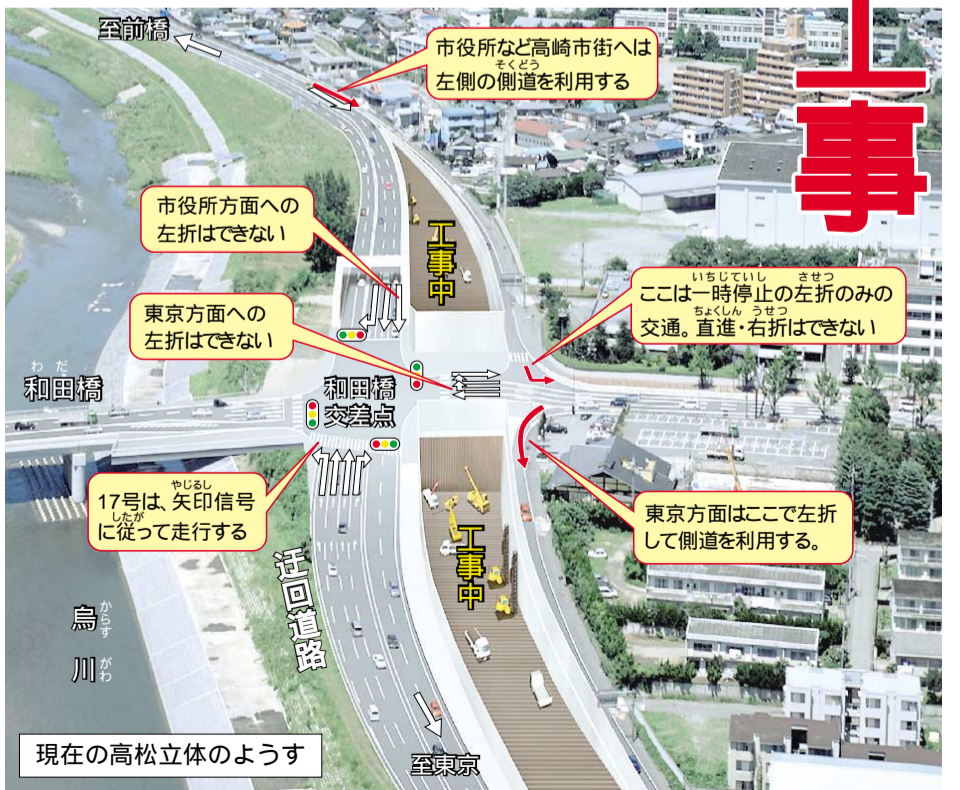 工事
至前橋
市役所など高崎市街へは
そくどう
左側の側道を利用する
市役所方面への
左折はできない
工事中
いちじていし させつ
ここは一時停止の左折のみの
ちょくしん うせつ
交通。直進・右折はできない
東京方面への
左折はできない
わだ
和田橋
和田橋
交差点
やじるし
17号は、矢印信号
したが
に従って走行する
東京方面はここで左折
して側道を利用する。
工事中
迂回道路
からす
烏
川 がわ
現在の高松立体のようす
至東京